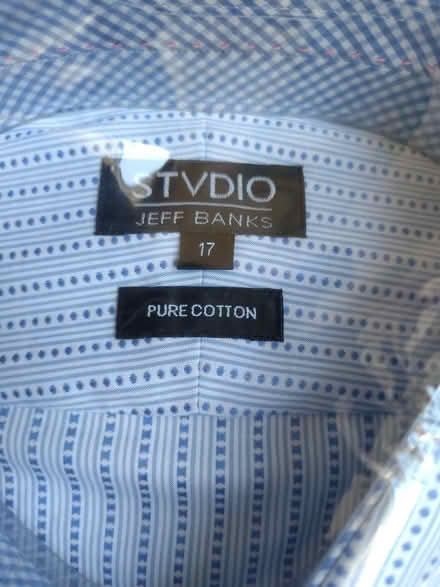 STVDIO
JEFF BANKS
17
PURE COTTON